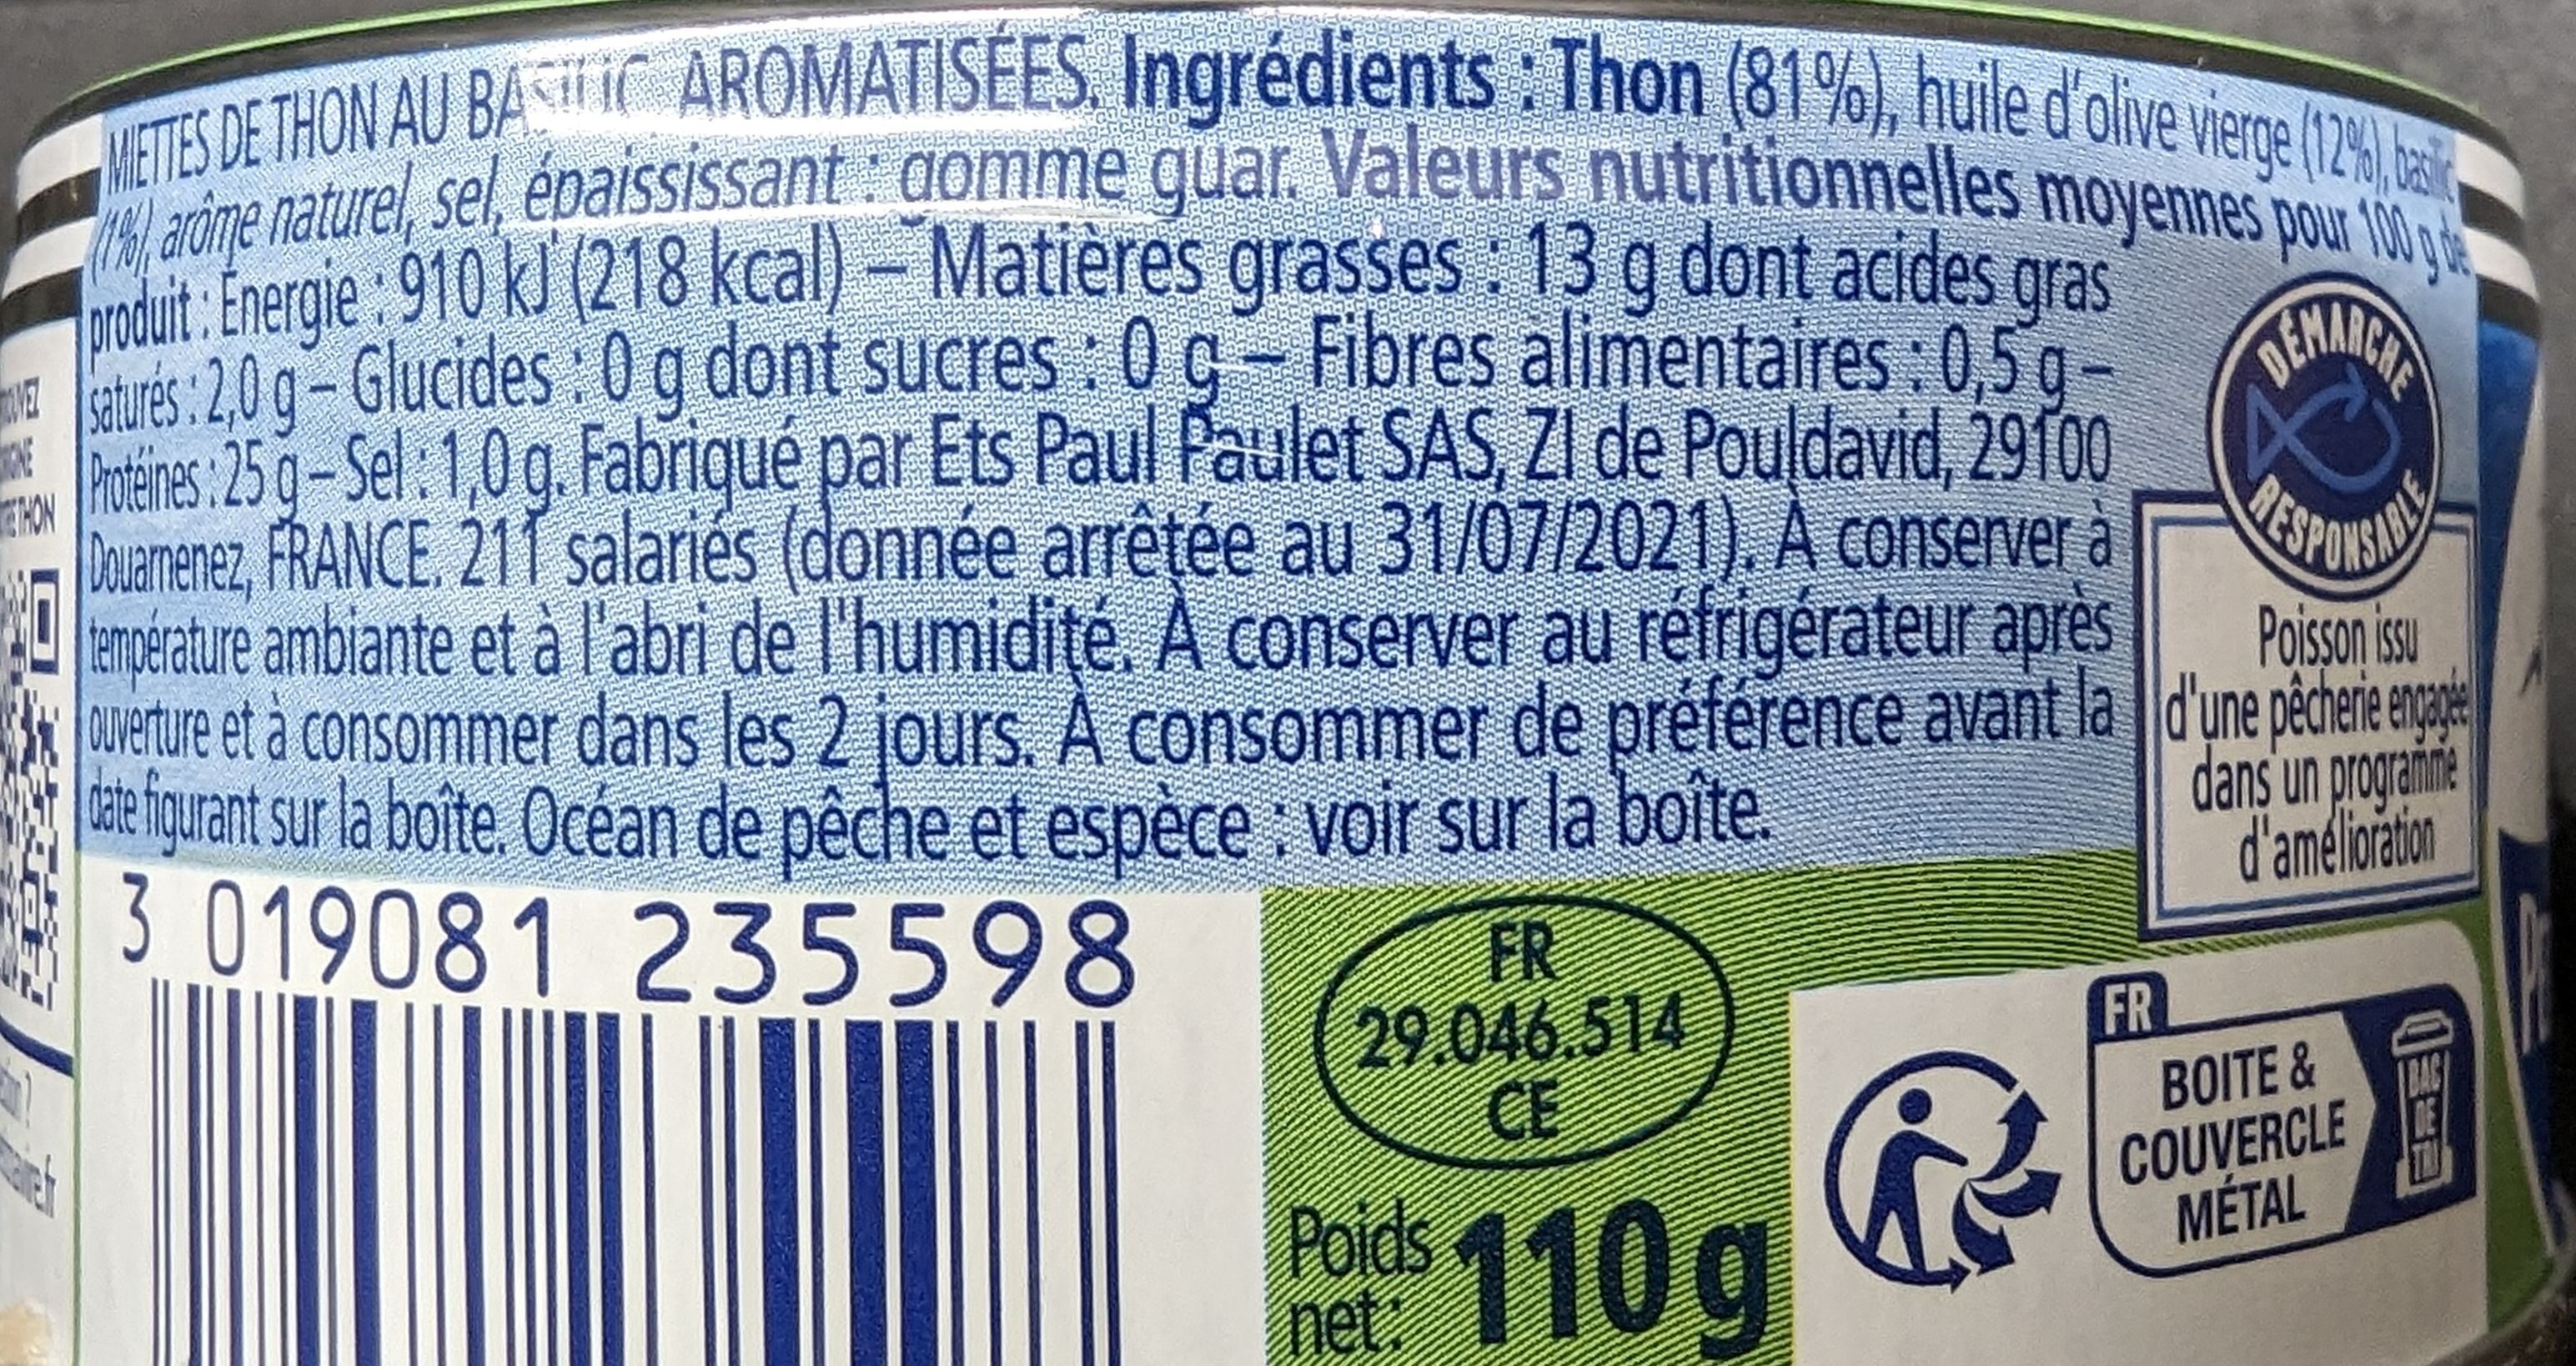 MIETTES DE THON AU BASILIC AROMATISÉES. Ingrédients : Thon (81%), huile d'olive vierge (12%), basilic
(1%), arôme naturel, sel, épaississant : gomme guar. Valeurs nutritionnelles moyennes pour 100 g de
produit : Énergie : 910 kJ (218 kcal) – Matières grasses : 13 g dont acides gras
saturés : 2,0 g – Glucides : 0 g dont sucres : 0 g – Fibres alimentaires : 0,5 g –
Protéines : 25 g – Sel : 1,0 g. Fabriqué par Ets Paul Paulet SAS, ZI de Pouldavid, 29100
Douarnenez, FRANCE. 211 salariés (donnée arrêtée au 31/07/2021). À conserver à
température ambiante et à l'abri de l'humidité. À conserver au réfrigérateur après
ouverture et à consommer dans les 2 jours. À consommer de préférence avant la
date figurant sur la boîte. Océan de pêche et espèce : voir sur la boîte.
DÉMARCHE
RESPONSABLE
Poisson issu
d'une pêcherie engagée
dans un programme
d'amélioration
3 019081 235598
FR
29.046.514
CE
Poids
net :
110 g
FR
BOITE &
COUVERCLE
MÉTAL
BAC
DE
TRI
THON